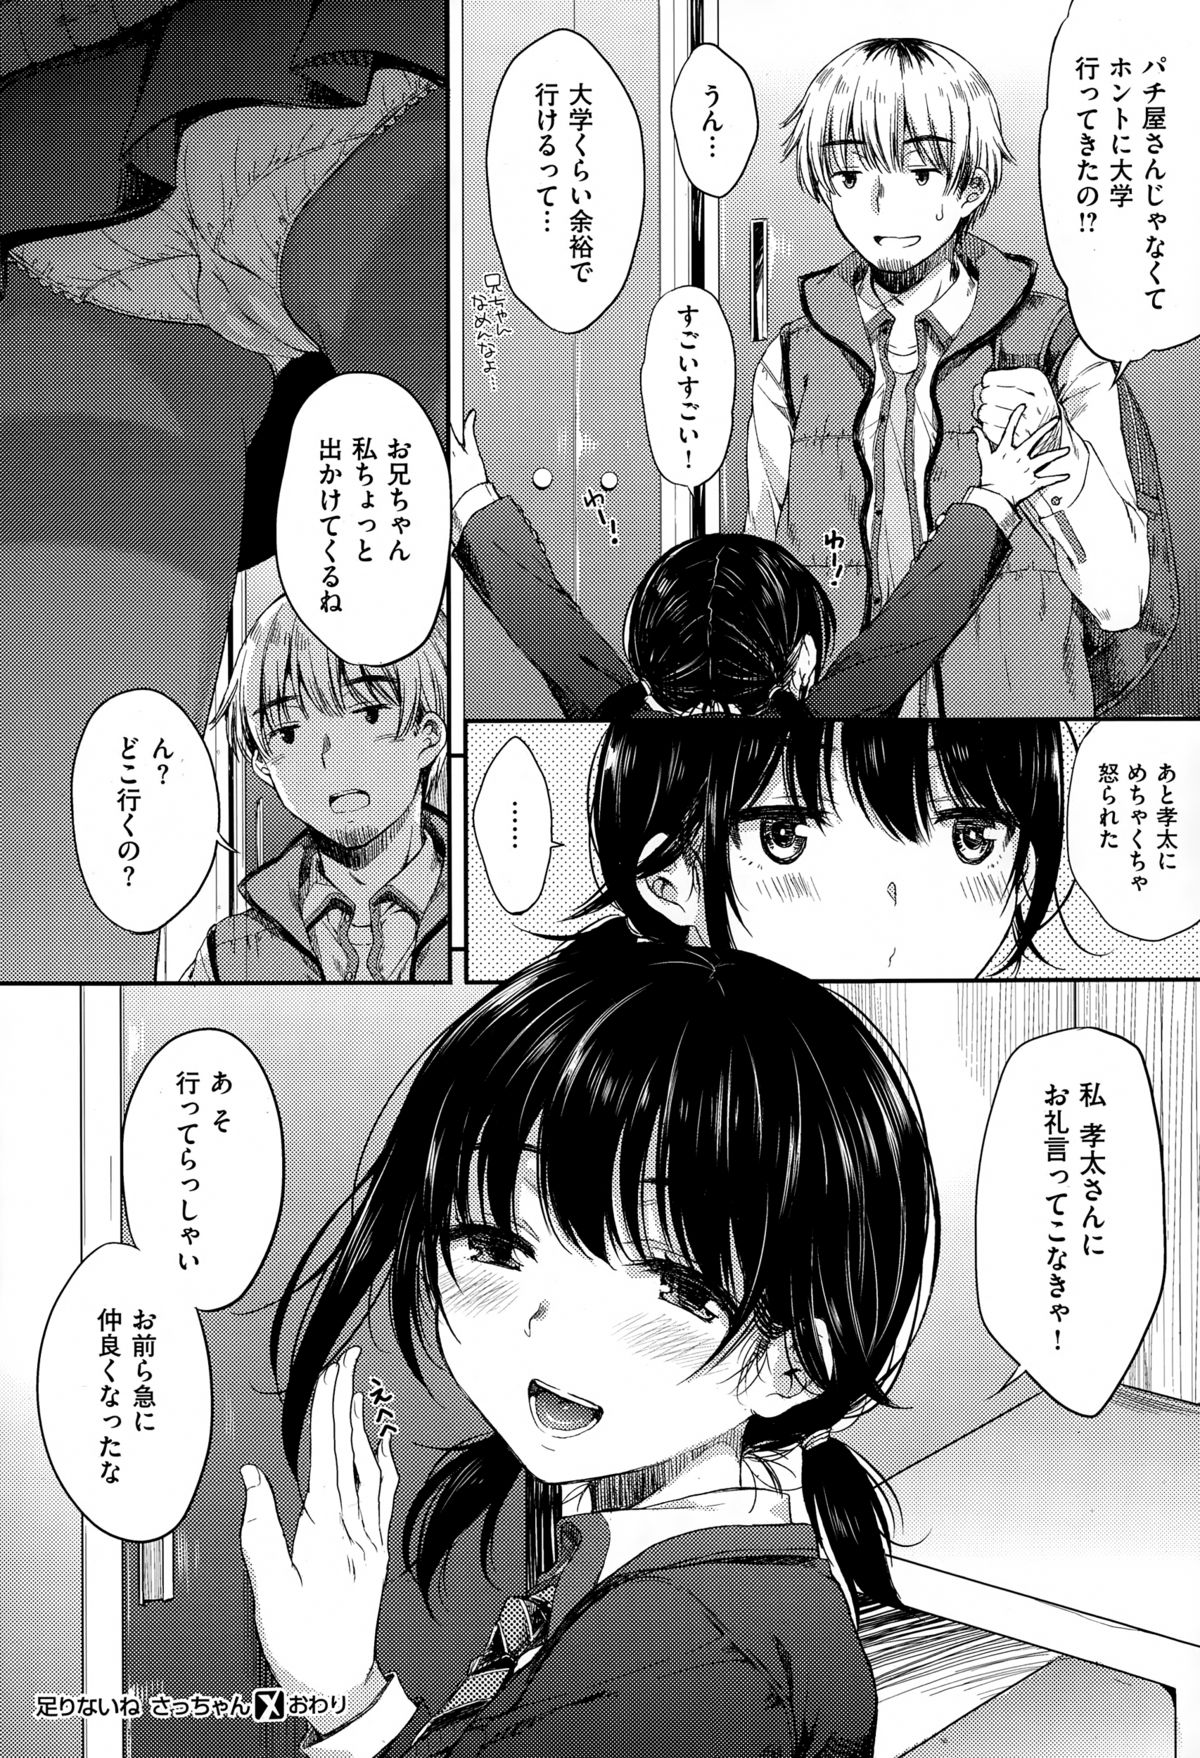 パチ屋さんじゃなくて
ホントに大学
行ってきたの!?
うん…
大学くらい余裕で
行けるって…
兄ちゃん
なめんなよ…
すごいすごい!
わー!
わー!
あと孝太に
めちゃくちゃ
怒られた
……
お兄ちゃん
私ちょっと
出かけてくるね
ん?
どこ行くの?
私 孝太さんに
お礼言ってこなきゃ!
えへへ
あそ
行ってらっしゃい
お前ら急に
仲良くなったな
足りないね さっちゃん X おわり